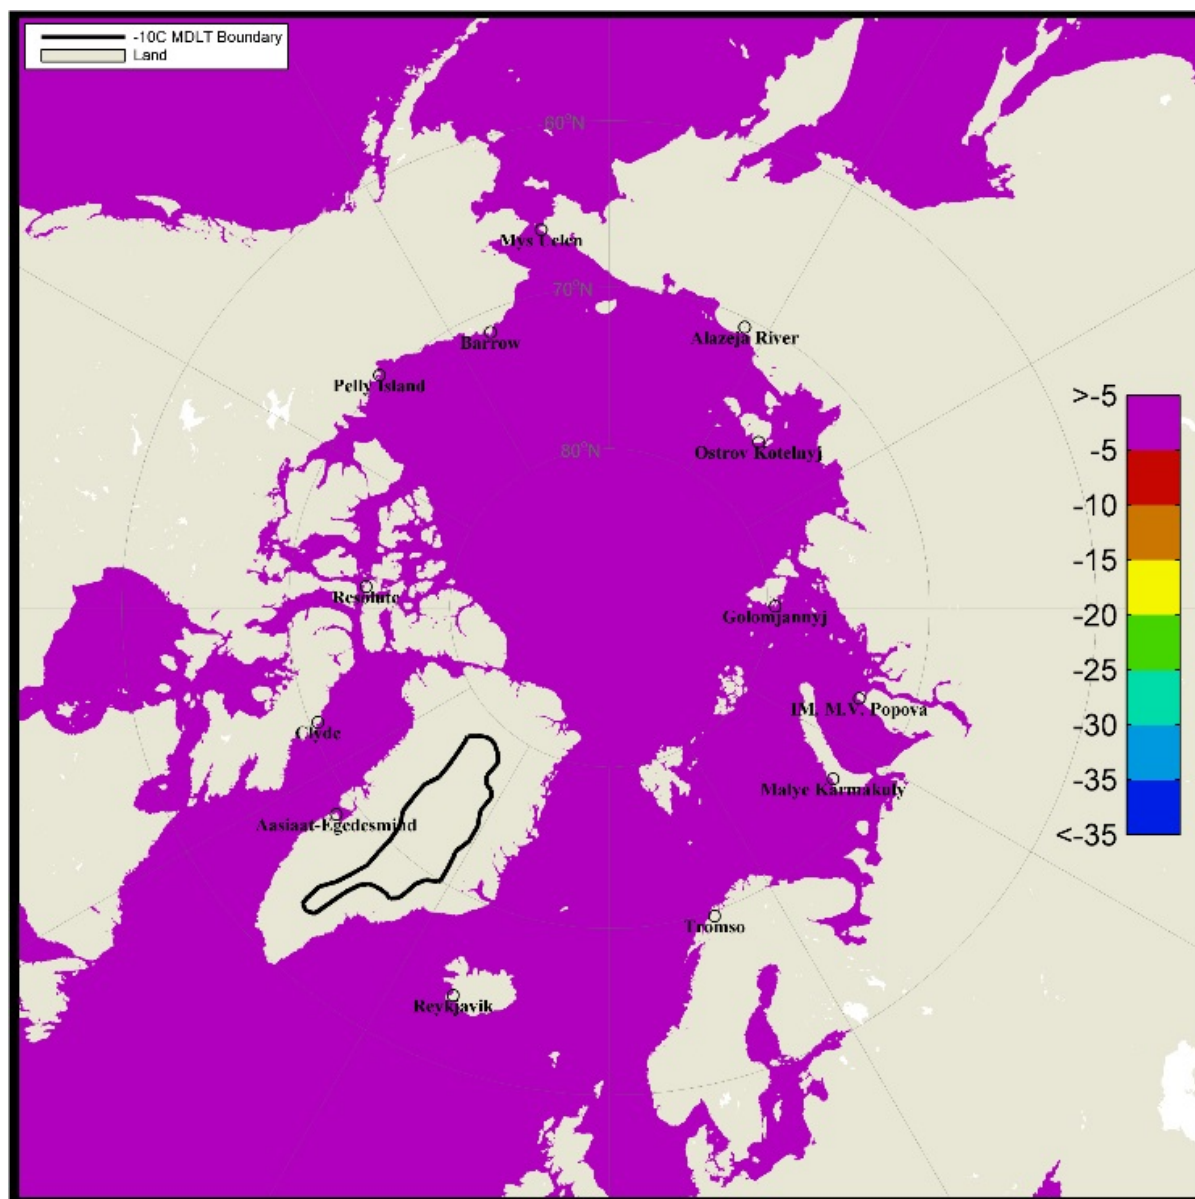 -10C MDLT Boundary
Land
60°N
Mys Uelen
70°N
Barrow
Alazeja River
Pelly Island
80°N
Ostrov Kotelnyj
Resolute
Golomjannyj
Clyde
IM. M.V. Popova
Malye Karmakuly
Aasiaat-Egedesmind
Tromso
Reykjavik
>-5
-5
-10
-15
-20
-25
-30
-35
<-35